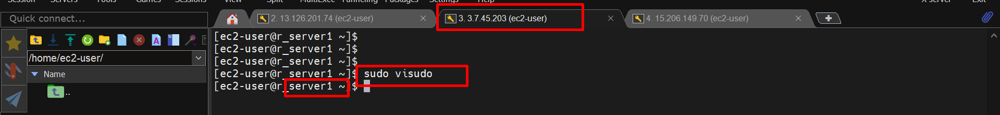 Session Servers Tools Games Sessions View Split MultiExec Tunneling Packages Settings Help X server Exit
Quick connect...
2. 13.126.201.74 (ec2-user)
3. 3.7.45.203 (ec2-user)
4. 15.206.149.70 (ec2-user)
/home/ec2-user/
Name
..
[ec2-user@r_server1 ~]$
[ec2-user@r_server1 ~]$
[ec2-user@r_server1 ~]$
[ec2-user@r_server1 ~]$ sudo visudo
[ec2-user@r_server1 ~]$